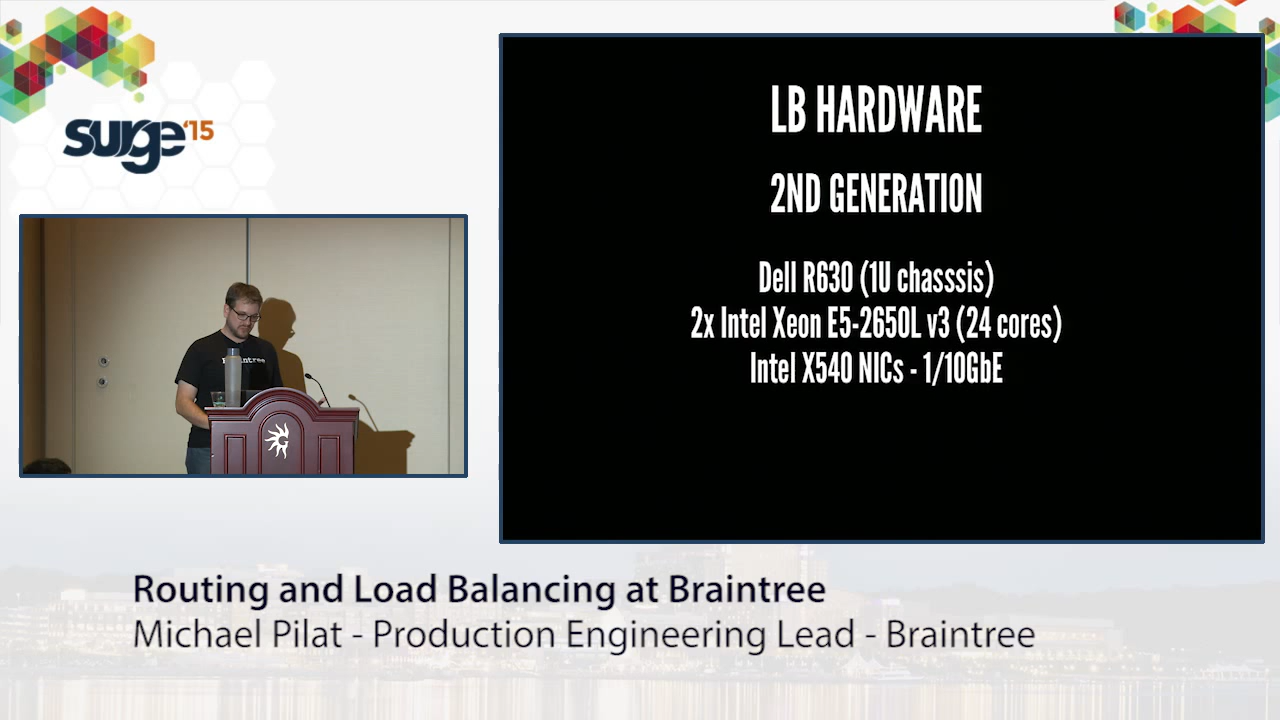 surge'15
LB HARDWARE
2ND GENERATION
Dell R630 (1U chasssis)
2x Intel Xeon E5-2650L v3 (24 cores)
Intel X540 NICs - 1/10GbE
Routing and Load Balancing at Braintree
Michael Pilat - Production Engineering Lead - Braintree